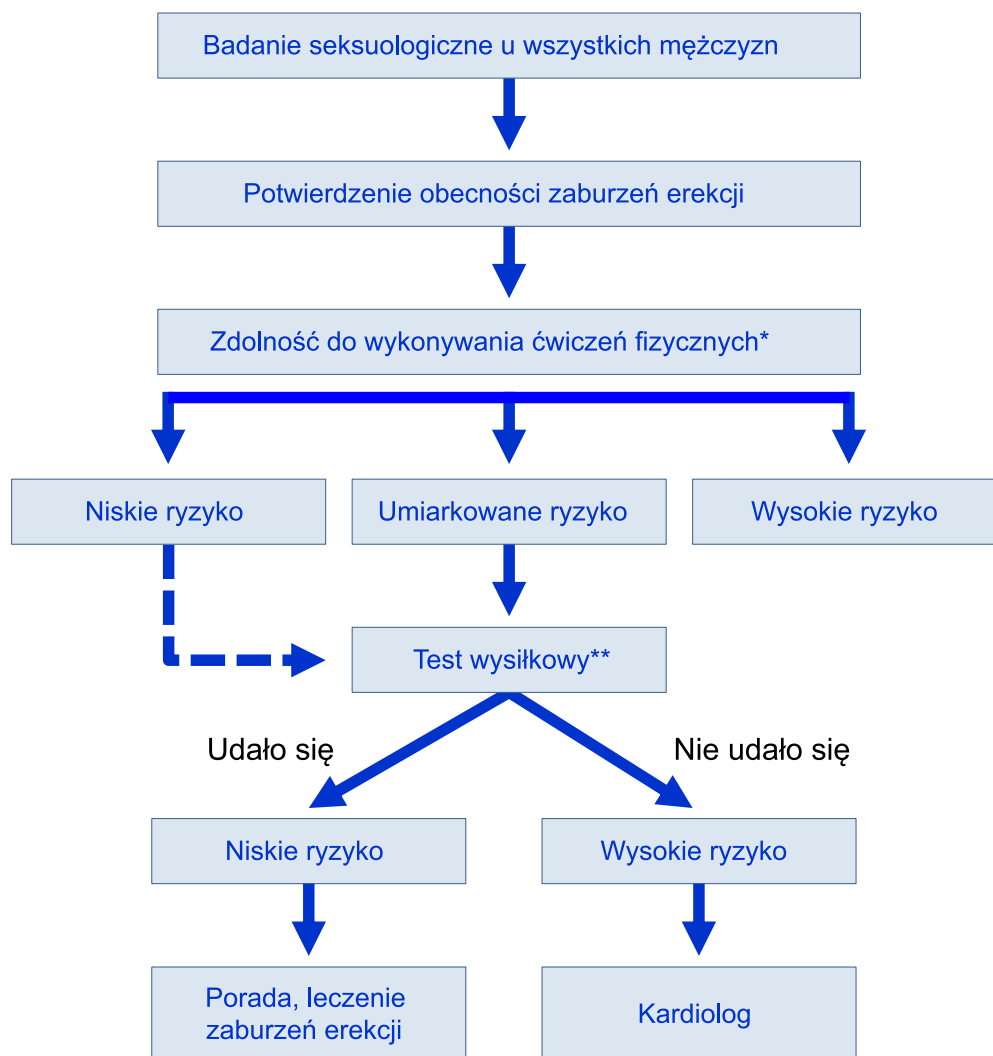 Badanie seksuologiczne u wszystkich mężczyzn
Potwierdzenie obecności zaburzeń erekcji
Zdolność do wykonywania ćwiczeń fizycznych*
Niskie ryzyko
Umiarkowane ryzyko
Wysokie ryzyko
Test wysiłkowy**
Udało się
Nie udało się
Niskie ryzyko
Wysokie ryzyko
Porada, leczenie
zaburzeń erekcji
Kardiolog